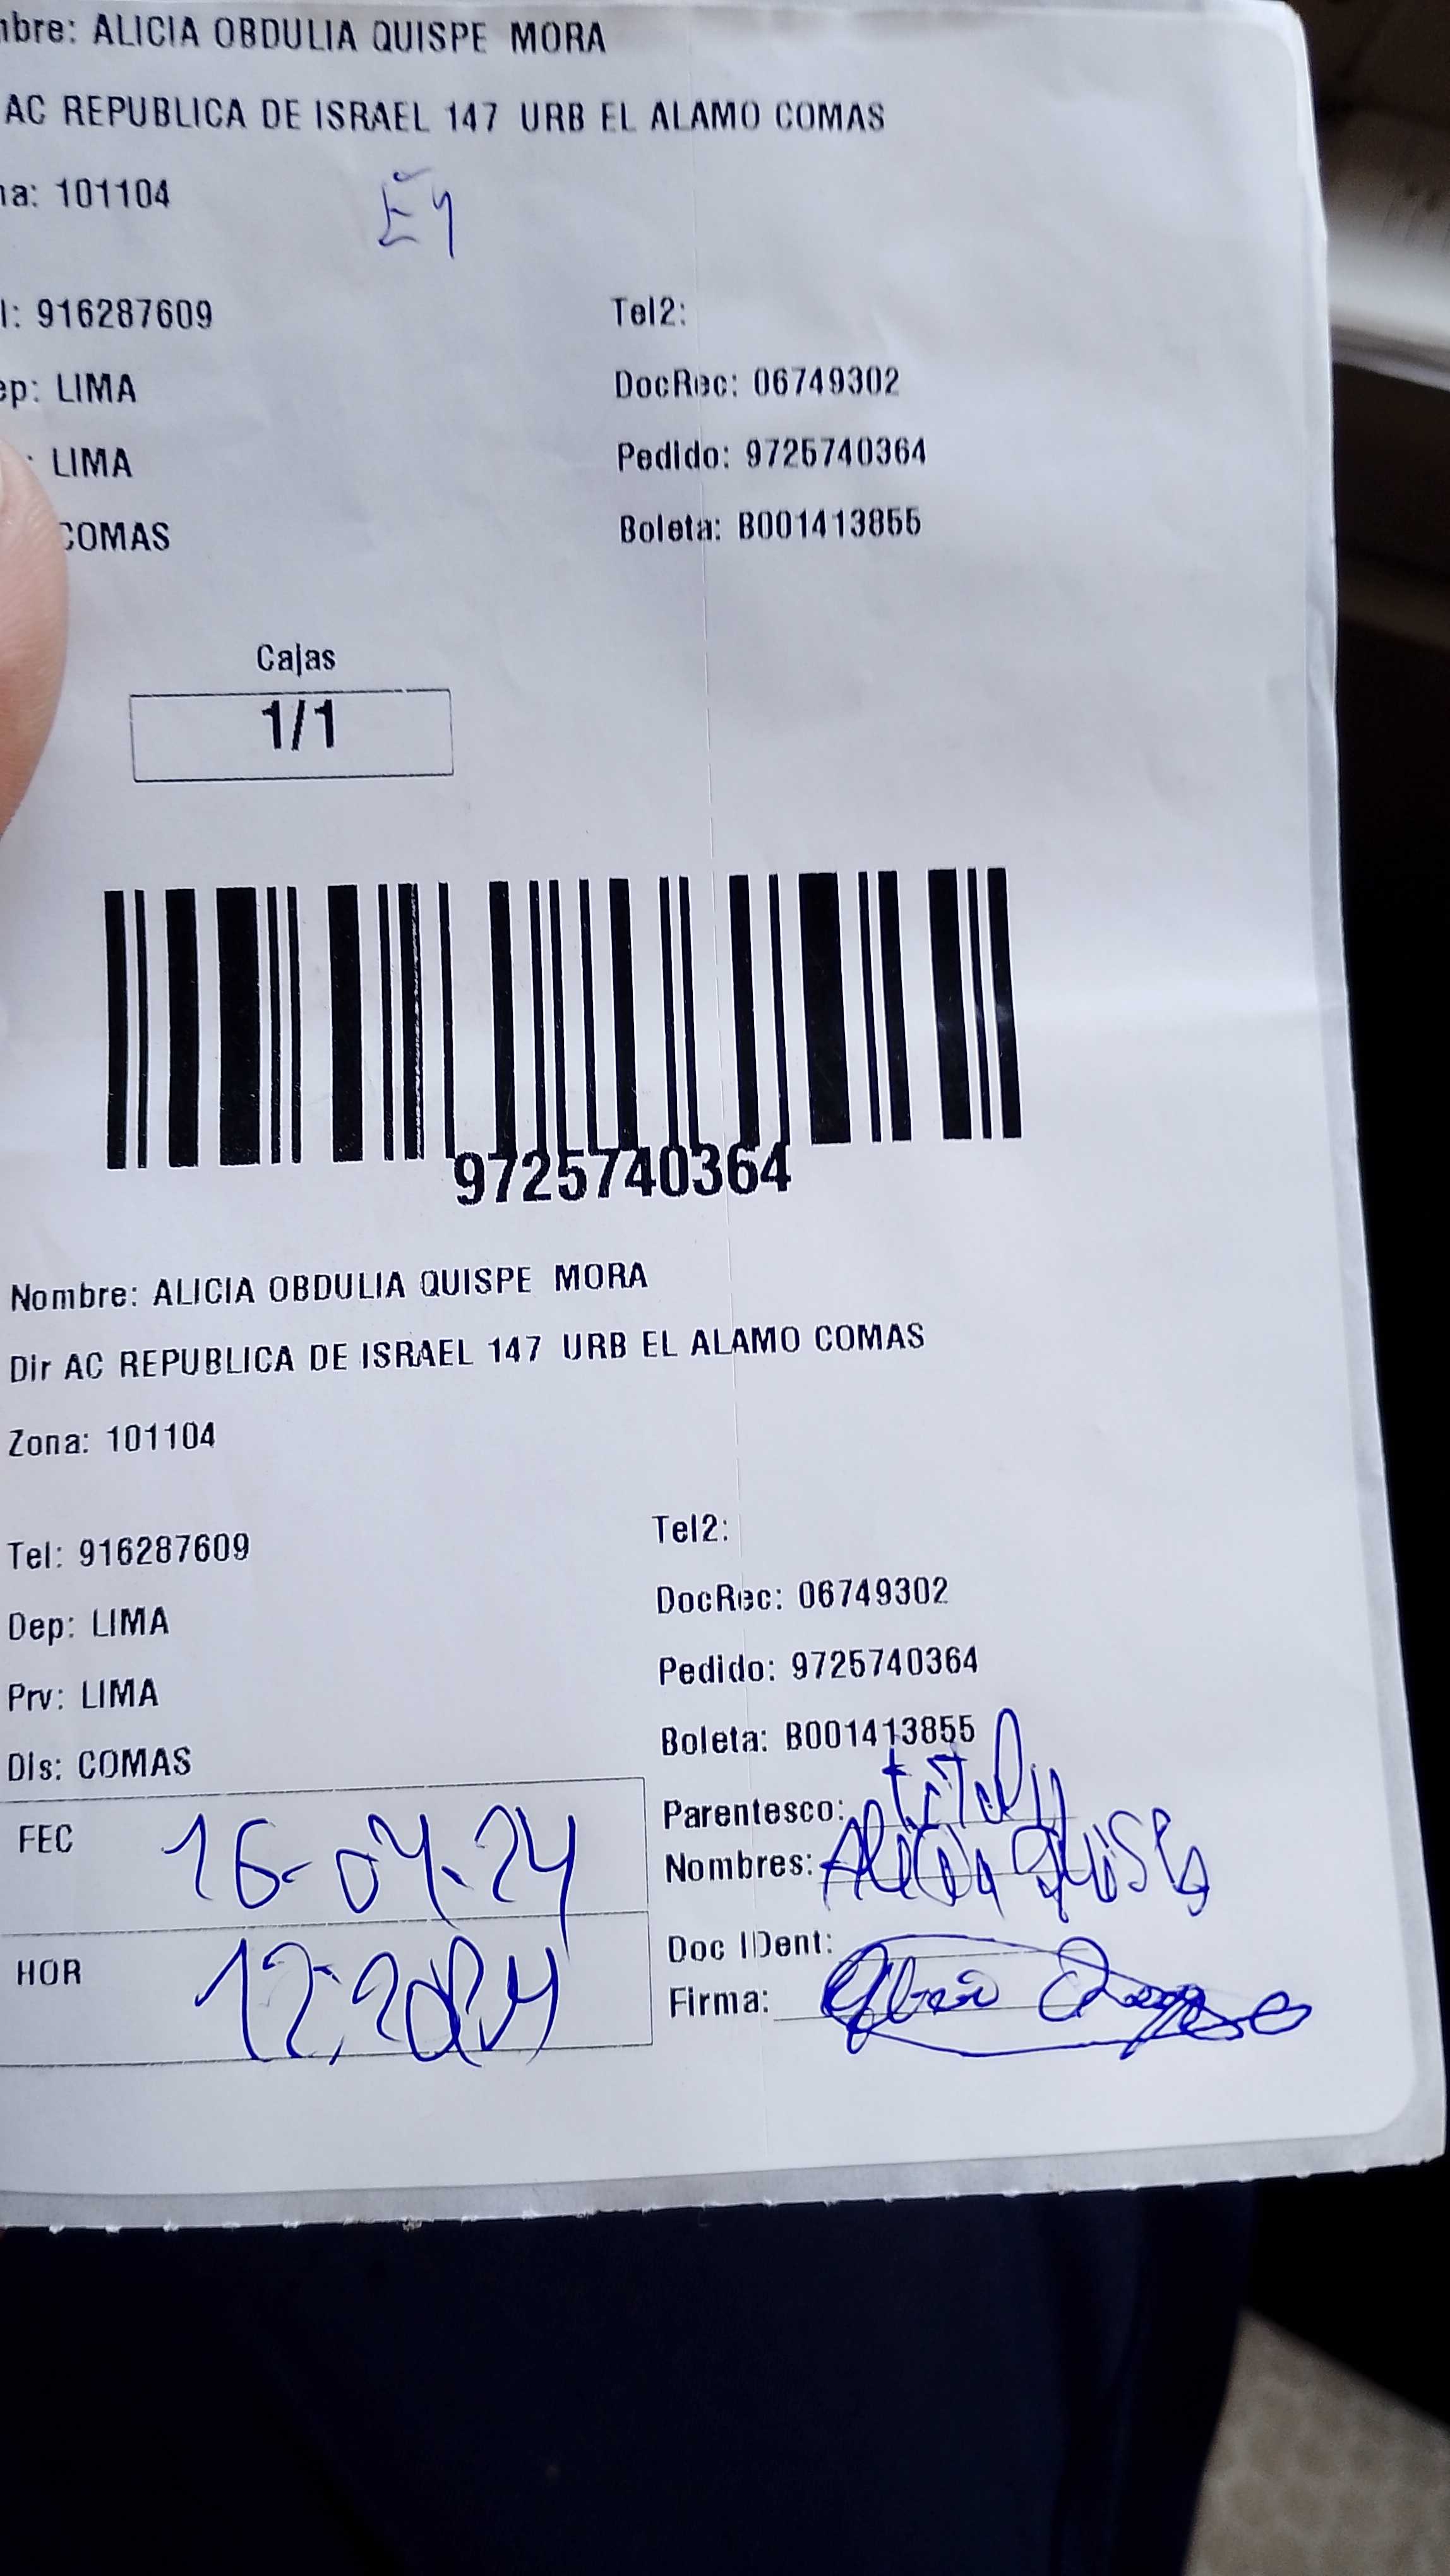 mbre: ALICIA OBDULIA QUISPE MORA
AC REPUBLICA DE ISRAEL 147 URB EL ALAMO COMAS
na: 101104
l: 916287609 Tel2:
ep: LIMA DocRec: 06749302
: LIMA Pedido: 9725740364
COMAS Boleta: B001413855
Cajas
1/1
9725740364
Nombre: ALICIA OBDULIA QUISPE MORA
Dir AC REPUBLICA DE ISRAEL 147 URB EL ALAMO COMAS
Zona: 101104
Tel: 916287609 Tel2:
Dep: LIMA DocRec: 06749302
Prv: LIMA Pedido: 9725740364
Dis: COMAS Boleta: B001413855
FEC 16-04-24 Parentesco:
Nombres: Alicia Quispe
HOR Doc IDent:
Firma: